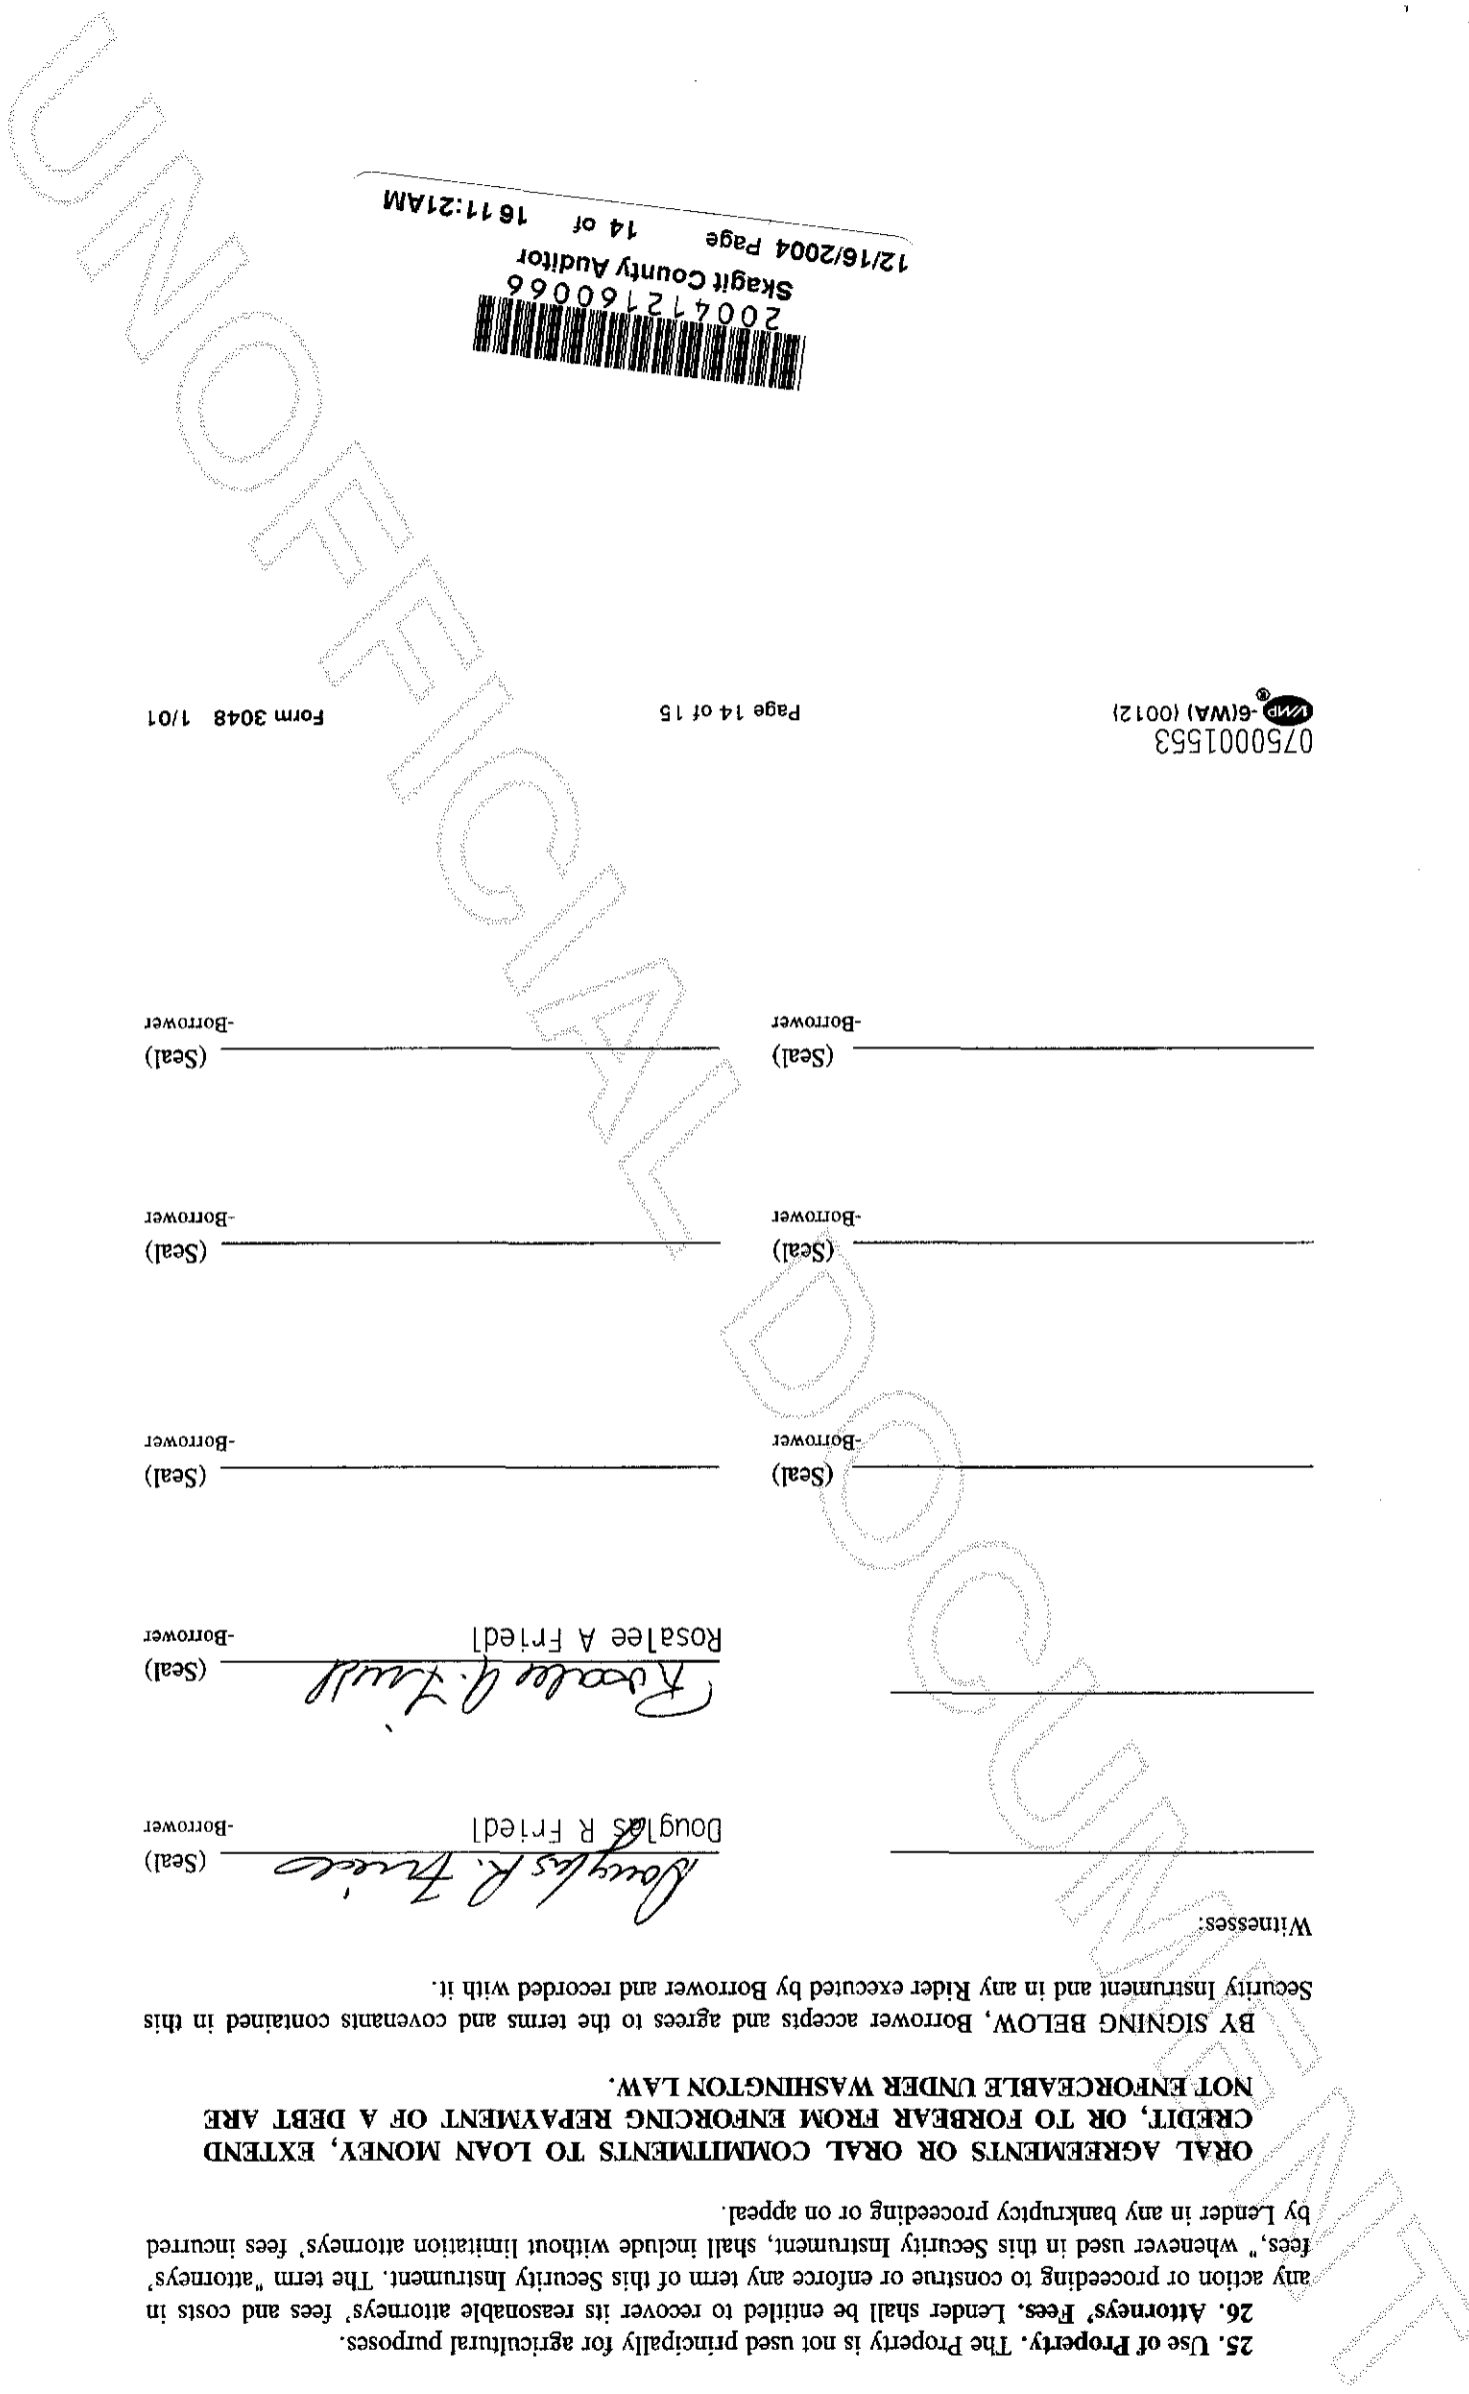 25. Use of Property. The Property is not used principally for agricultural purposes.
26. Attorneys' Fees. Lender shall be entitled to recover its reasonable attorneys' fees and costs in
any action or proceeding to construe or enforce any term of this Security Instrument. The term "attorneys'
fees," whenever used in this Security Instrument, shall include without limitation attorneys' fees incurred
by Lender in any bankruptcy proceeding or on appeal.
ORAL AGREEMENTS OR ORAL COMMITMENTS TO LOAN MONEY, EXTEND
CREDIT, OR TO FORBEAR FROM ENFORCING REPAYMENT OF A DEBT ARE
NOT ENFORCEABLE UNDER WASHINGTON LAW.
BY SIGNING BELOW, Borrower accepts and agrees to the terms and covenants contained in this
Security Instrument and in any Rider executed by Borrower and recorded with it.
Witnesses:
Douglas R. Friedl (Seal)
Douglas R Friedl -Borrower
Rosalee A. Friedl (Seal)
Rosalee A Friedl -Borrower
(Seal) (Seal)
-Borrower -Borrower
(Seal) (Seal)
-Borrower -Borrower
(Seal) (Seal)
-Borrower -Borrower
0750001553
VMP -6(WA) (0012) Page 14 of 15 Form 3048 1/01
®
200412160066
Skagit County Auditor
12/16/2004 Page 14 of 16 11:21AM
UNOFFICIAL DOCUMENT